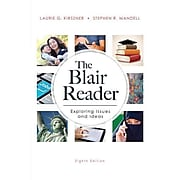 LAURIE G. KIRSZNER • STEPHEN R. MANDELL
The
Blair
Reader
Exploring Issues
and Ideas
Eighth Edition